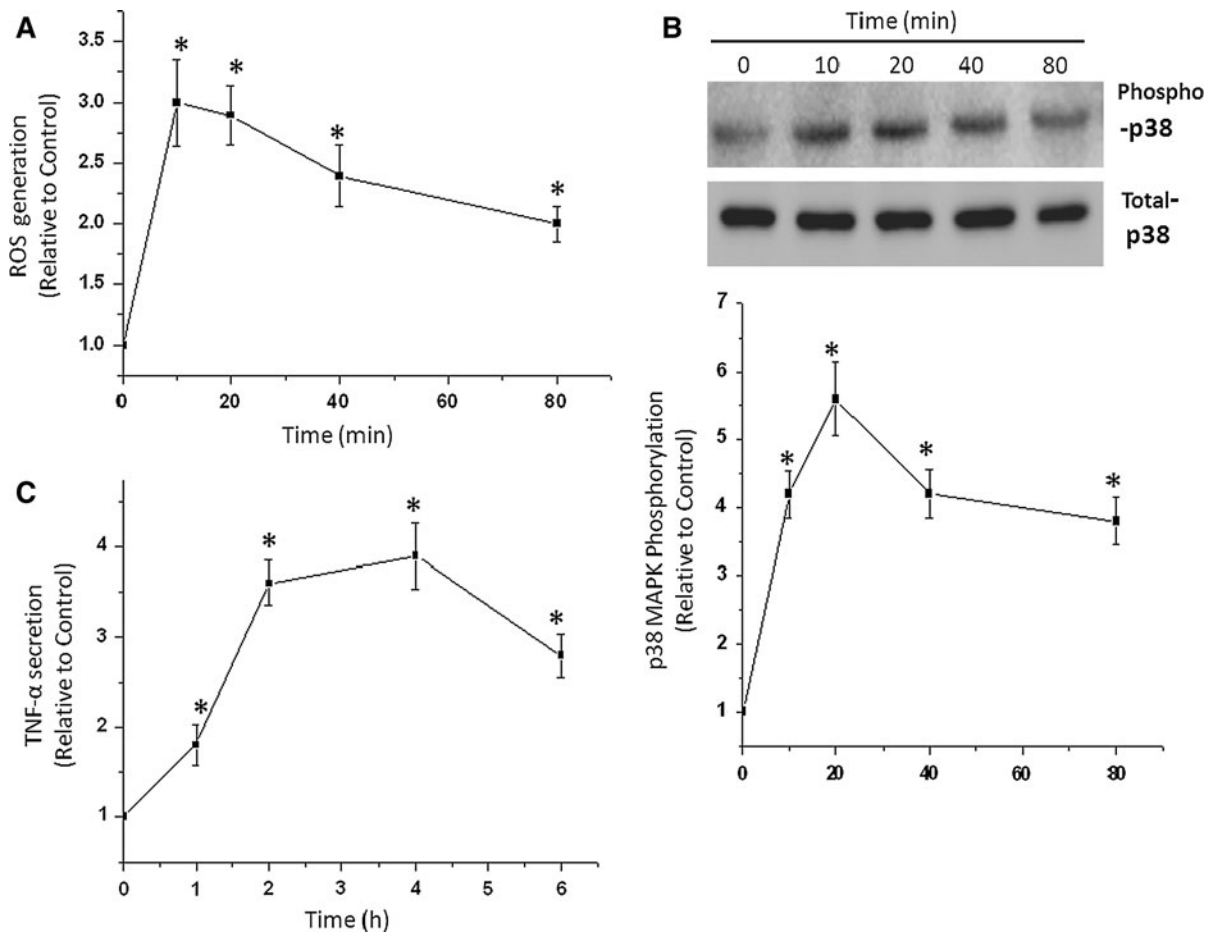 A
3.5
3.0
2.5
2.0
1.5
1.0
0 20 40 60 80
ROS generation
(Relative to Control)
Time (min)
* * * *
B
Time (min)
0 10 20 40 80
Phospho
-p38
Total-
p38
7
6
5
4
3
2
1
0 20 40 60 80
p38 MAPK Phosphorylation
(Relative to Control)
* * * *
C
4
3
2
1
0 1 2 3 4 5 6
TNF-α secretion
(Relative to Control)
Time (h)
* * * *